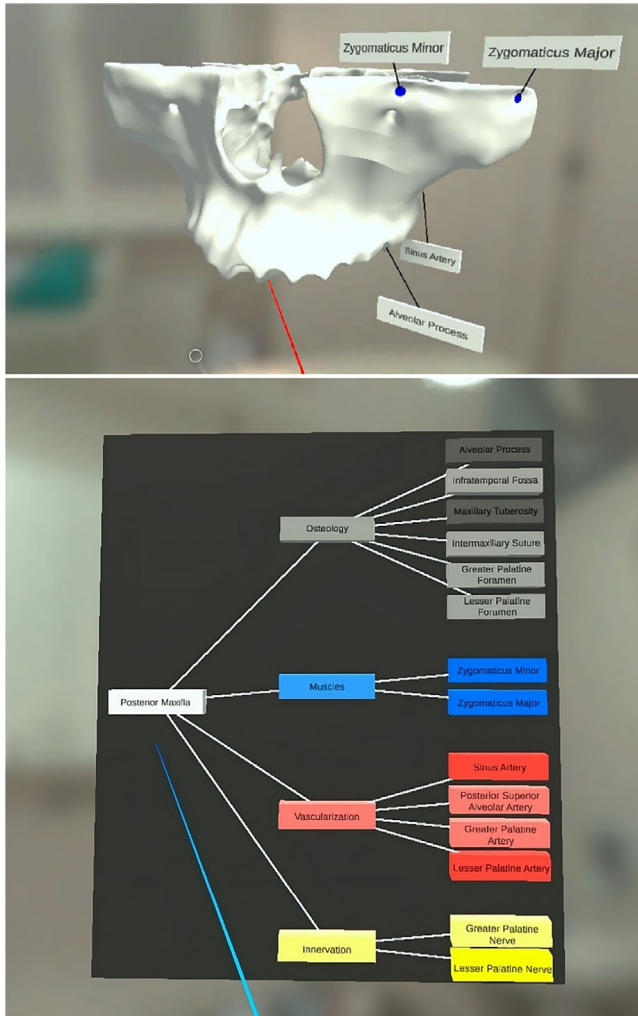 Zygomaticus Minor
Zygomaticus Major
Sinus Artery
Alveolar Process
Alveolar Process
Infratemporal Fossa
Osteology
Maxillary Tuberosity
Intermaxillary Suture
Greater Palatine
Foramen
Lesser Palatine
Foramen
Posterior Maxilla
Muscles
Zygomaticus Minor
Zygomaticus Major
Vascularization
Sinus Artery
Posterior Superior
Alveolar Artery
Greater Palatine
Artery
Lesser Palatine Artery
Innervation
Greater Palatine
Nerve
Lesser Palatine Nerve